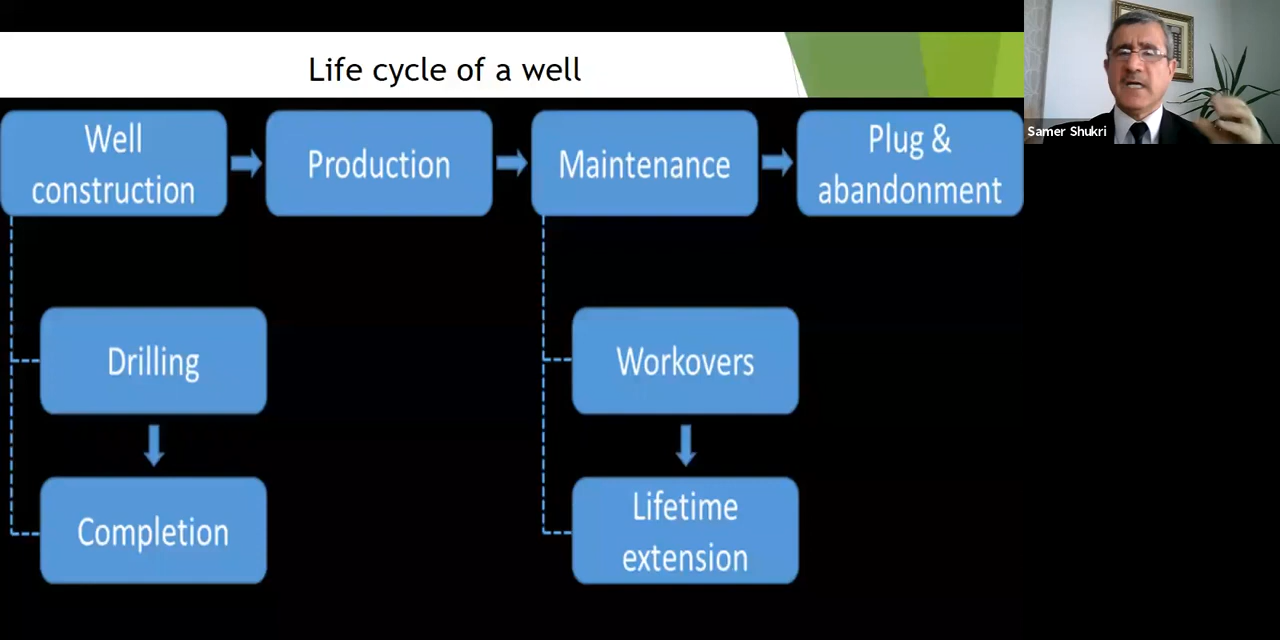 Life cycle of a well
Well
construction
Production
Maintenance
Plug &
abandonment
Samer Shukri
Drilling
Workovers
Completion
Lifetime
extension